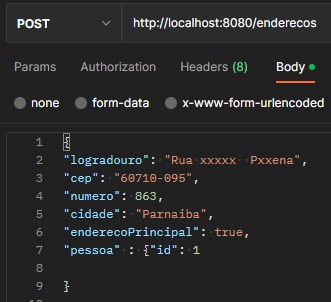 POST http://localhost:8080/enderecos
Params Authorization Headers (8) Body
none form-data x-www-form-urlencoded
1 {
2 "logradouro": "Rua xxxxx  Pxxena",
3 "cep": "60710-095",
4 "numero": 863,
5 "cidade": "Parnaiba",
6 "enderecoPrincipal": true,
7 "pessoa" : {"id": 1
8
9 }